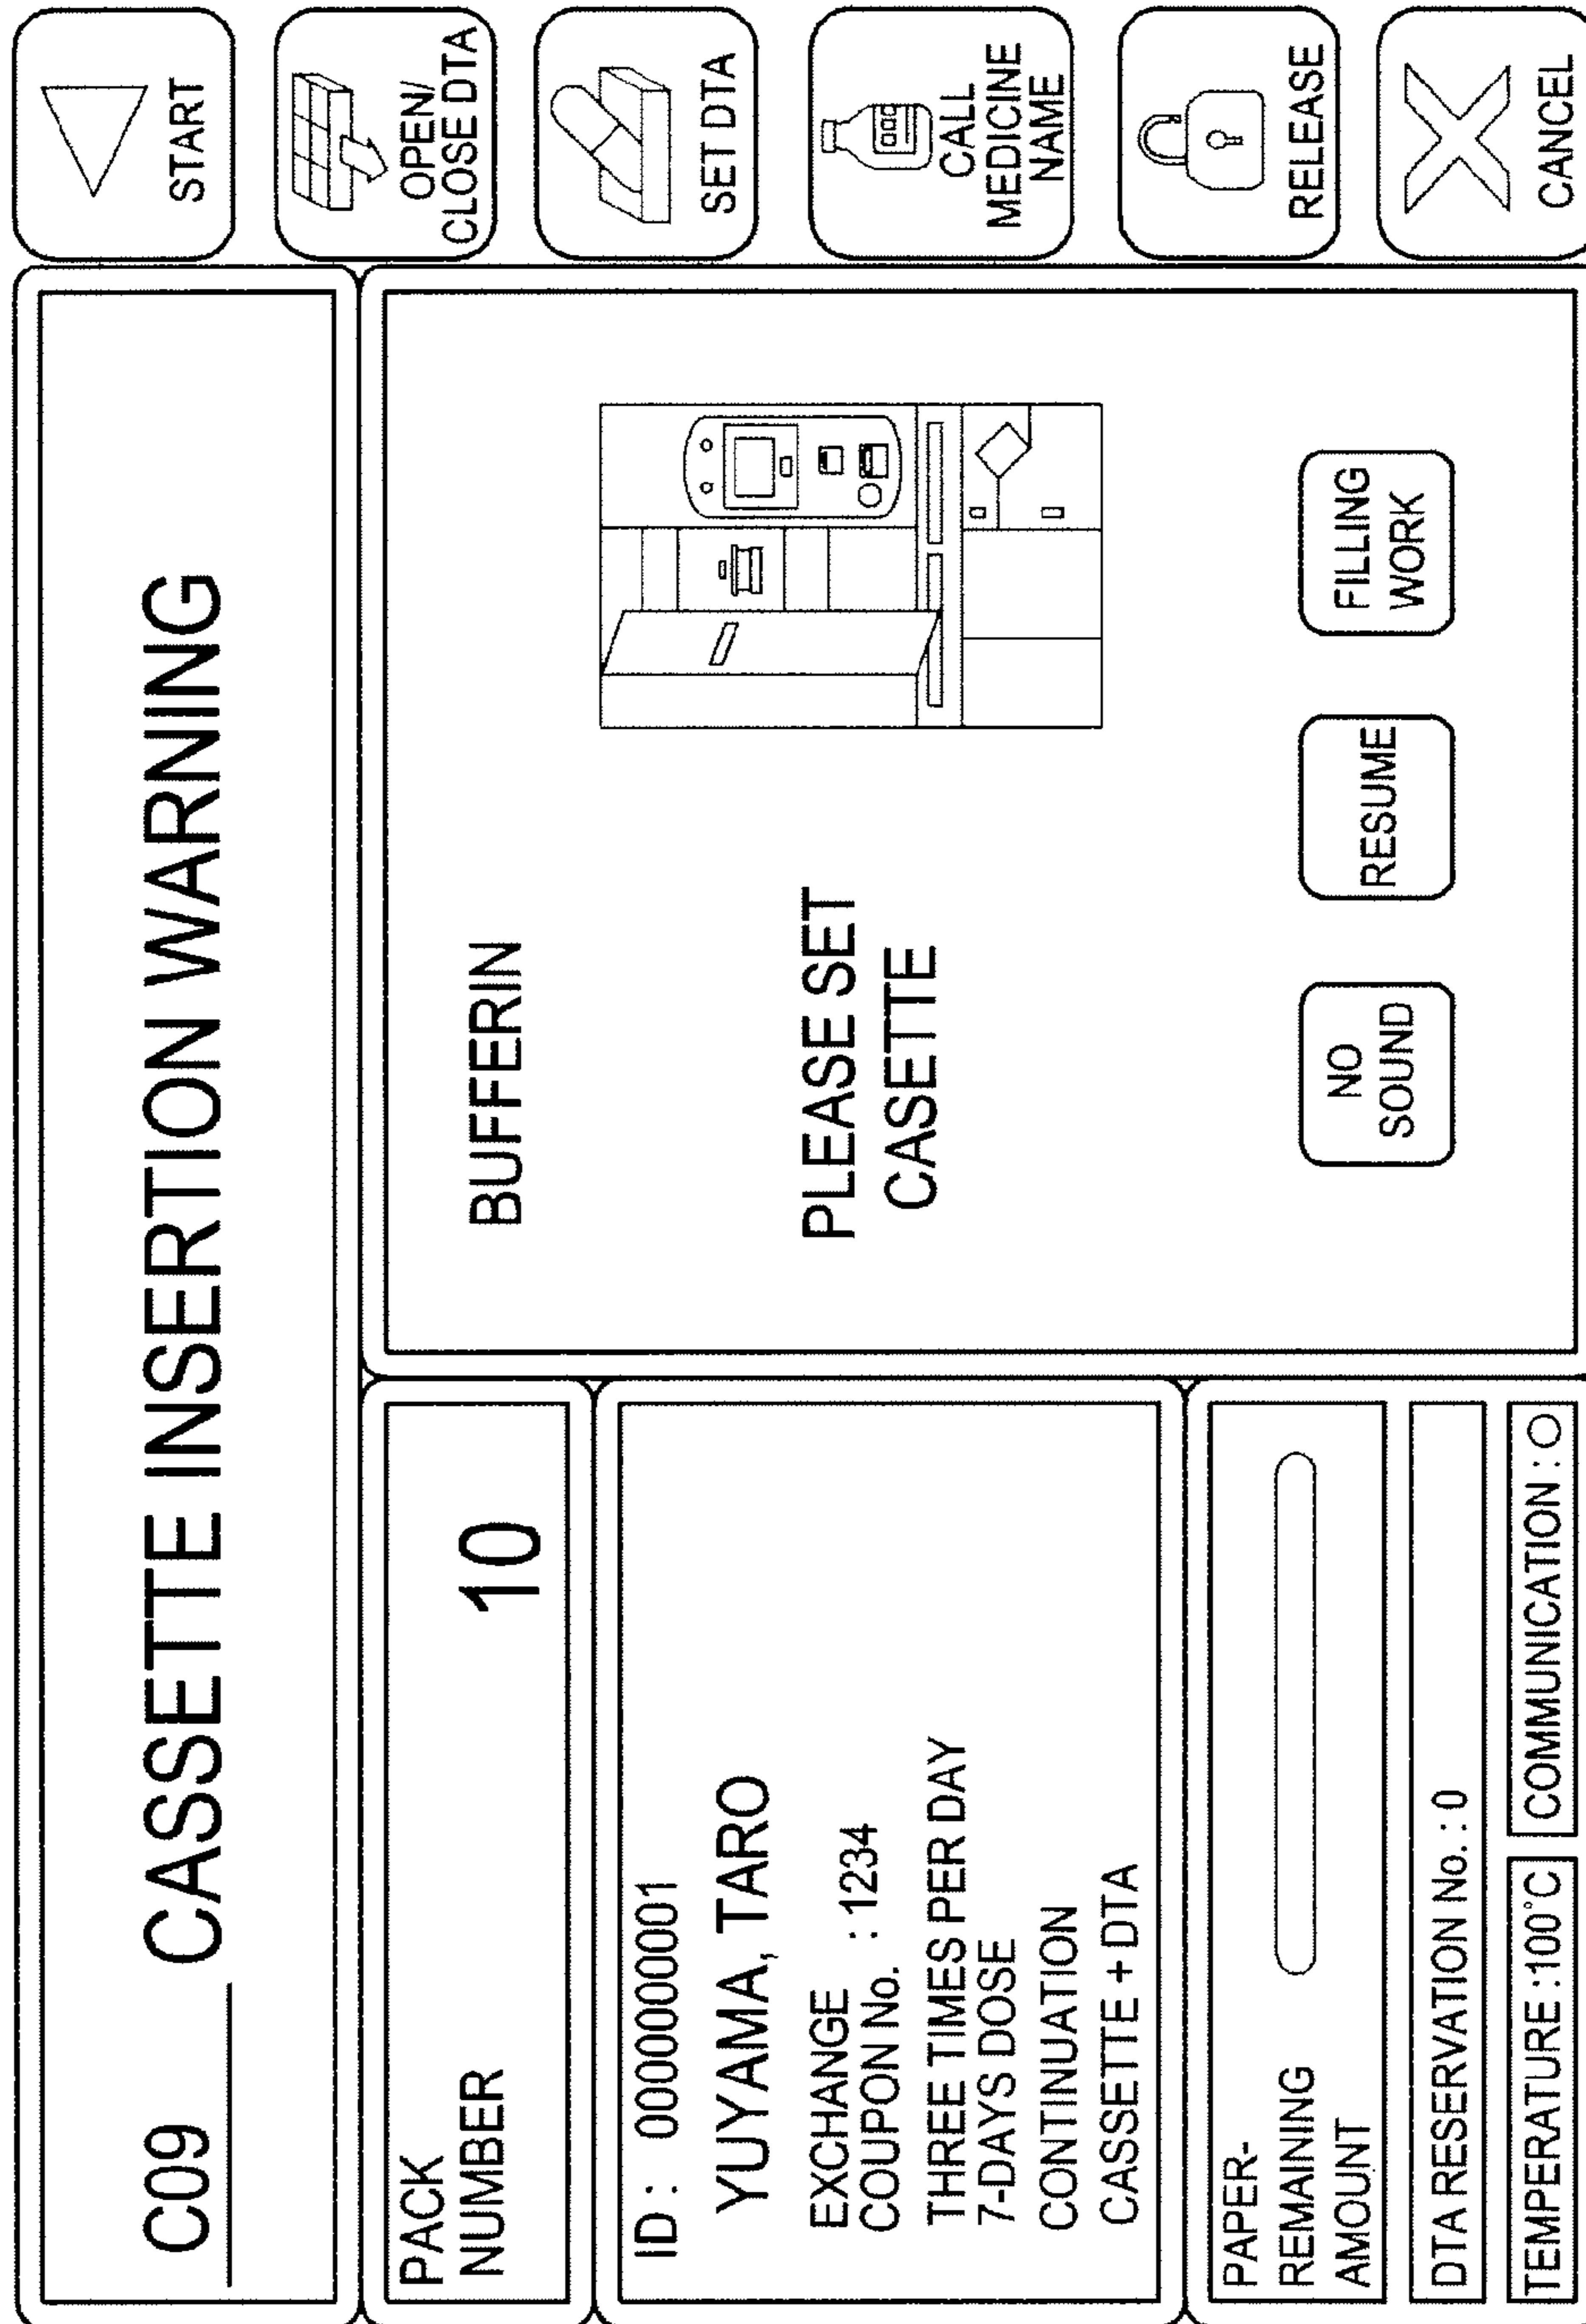 C09 CASSETTE INSERTION WARNING
PACK
NUMBER
10
ID : 000000001
YUYAMA, TARO
EXCHANGE
COUPON No. : 1234
THREE TIMES PER DAY
7-DAYS DOSE
CONTINUATION
CASSETTE + DTA
PAPER-
REMAINING
AMOUNT
DTA RESERVATION No. : 0
TEMPERATURE :100°C
COMMUNICATION : O
BUFFERIN
PLEASE SET
CASETTE
NO
SOUND
RESUME
FILLING
WORK
START
OPEN/
CLOSE DTA
SET DTA
CALL
MEDICINE
NAME
RELEASE
CANCEL